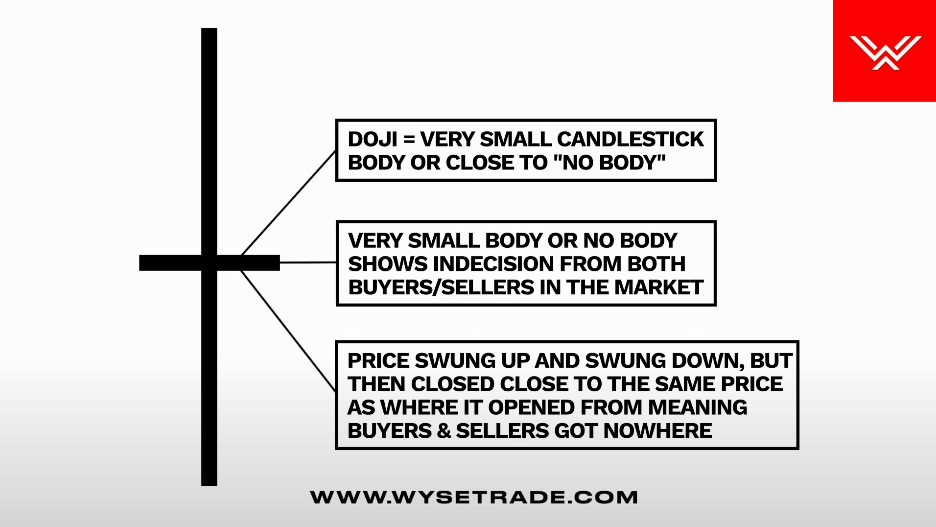 DOJI = VERY SMALL CANDLESTICK
BODY OR CLOSE TO "NO BODY"
VERY SMALL BODY OR NO BODY
SHOWS INDECISION FROM BOTH
BUYERS/SELLERS IN THE MARKET
PRICE SWUNG UP AND SWUNG DOWN, BUT
THEN CLOSED CLOSE TO THE SAME PRICE
AS WHERE IT OPENED FROM MEANING
BUYERS & SELLERS GOT NOWHERE
WWW.WYSETRADE.COM